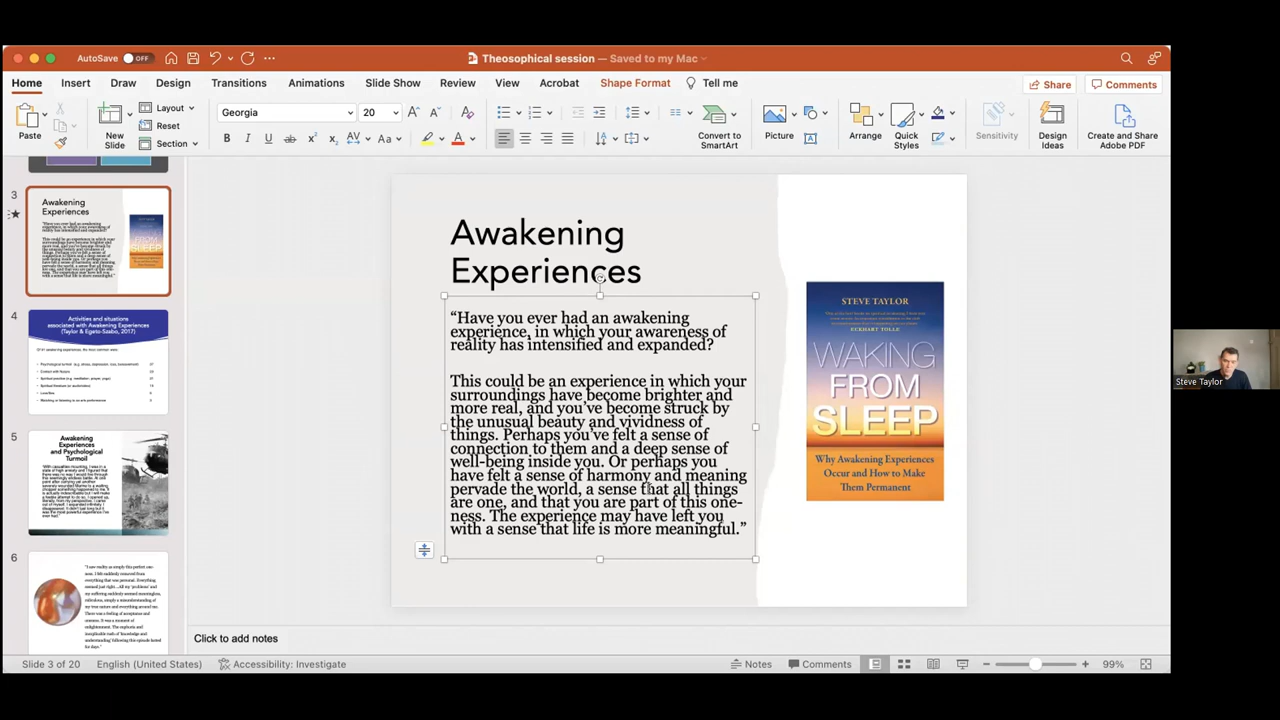 AutoSave OFF
Theosophical session — Saved to my Mac
Home Insert Draw Design Transitions Animations Slide Show Review View Acrobat Shape Format Tell me
Share Comments
Paste
New Slide
Layout
Reset
Section
Georgia 20
Convert to SmartArt
Picture
Arrange
Quick Styles
Sensitivity
Design Ideas
Create and Share Adobe PDF
3
Awakening
Experiences
4
Activities and situations
associated with Awakening Experiences
(Taylor & Egeto-Szabo, 2017)
5
Awakening
Experiences
and Psychological
Turmoil
6
Awakening
Experiences
“Have you ever had an awakening
experience, in which your awareness of
reality has intensified and expanded?
This could be an experience in which your
surroundings have become brighter and
more real, and you’ve become struck by
the unusual beauty and vividness of
things. Perhaps you’ve felt a sense of
connection to them and a deep sense of
well-being inside you. Or perhaps you
have felt a sense of harmony and meaning
pervade the world, a sense that all things
are one, and that you are part of this one-
ness. The experience may have left you
with a sense that life is more meaningful.”
STEVE TAYLOR
ECKHART TOLLE
WAKING
FROM
SLEEP
Why Awakening Experiences
Occur and How to Make
Them Permanent
Steve Taylor
Click to add notes
Slide 3 of 20 English (United States) Accessibility: Investigate Notes Comments 99%